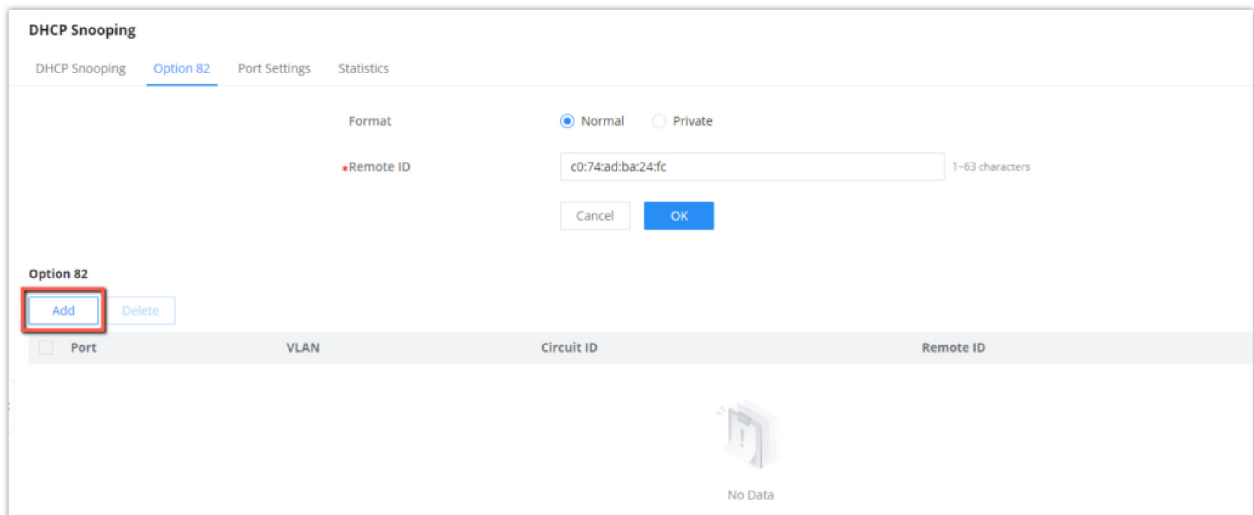 DHCP Snooping
DHCP Snooping Option 82 Port Settings Statistics
Format Normal Private
*Remote ID c0:74:ad:ba:24:fc 1~63 characters
Cancel OK
Option 82
Add Delete
Port VLAN Circuit ID Remote ID
No Data